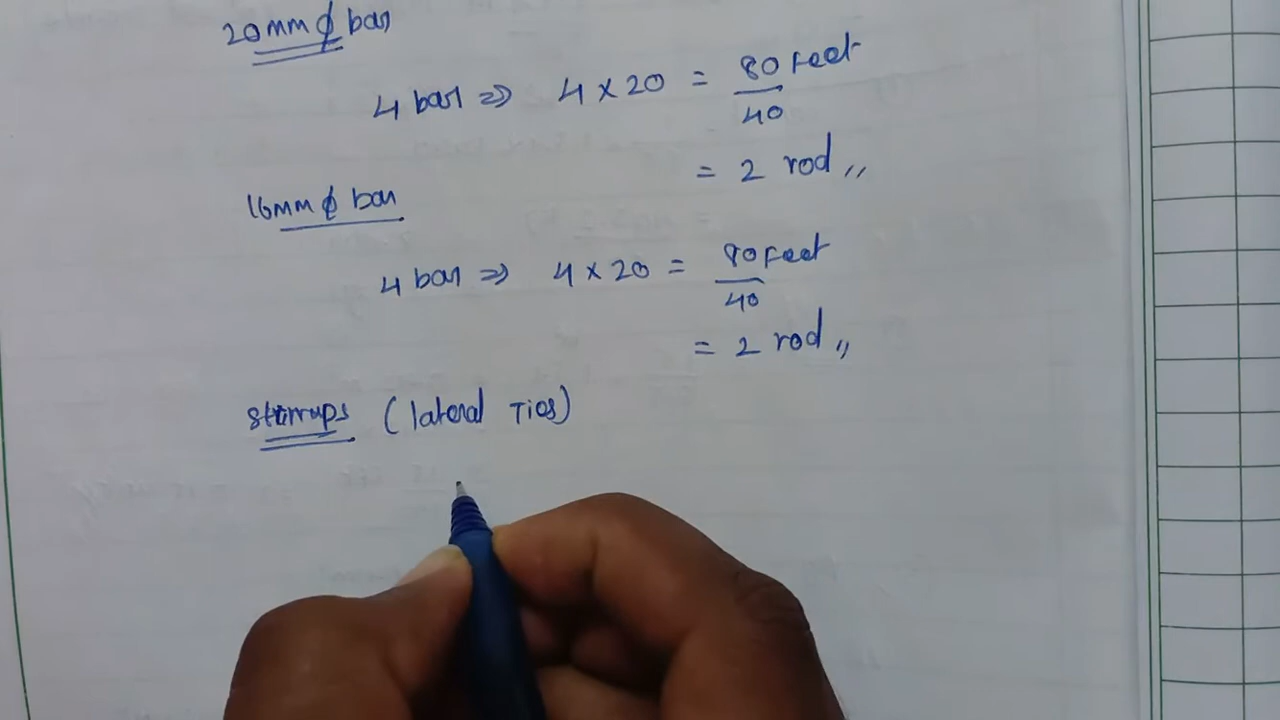 20mm ϕ bar
4 bar ⇒ 4 × 20 = 80 Feet
40
= 2 rod ,,
16mm ϕ bar
4 bar ⇒ 4 × 20 = 80 Feet
40
= 2 rod ,,
Stirrups (lateral Ties)